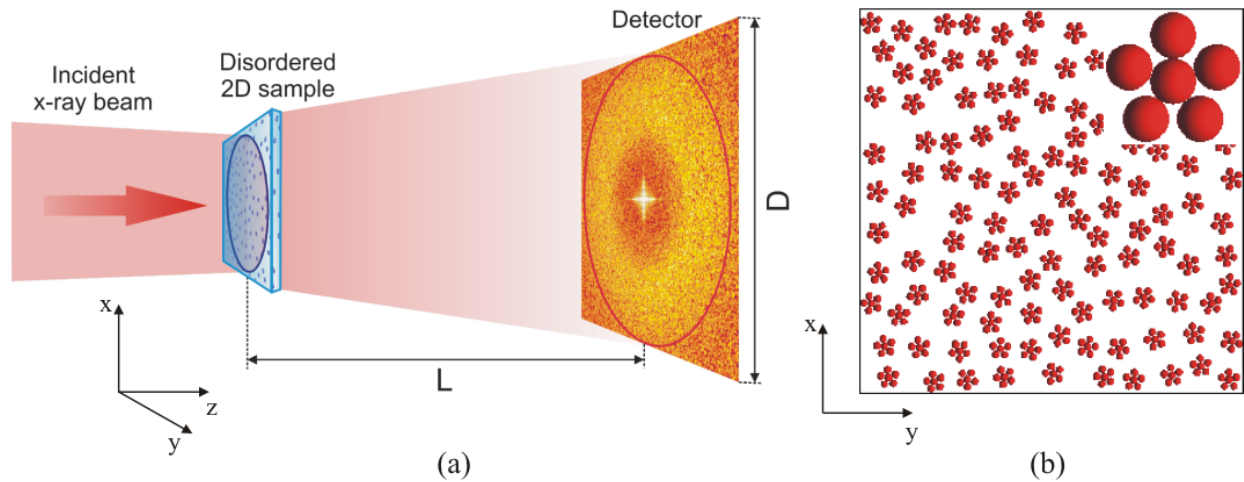 Incident
x-ray beam
Disordered
2D sample
Detector
D
L
x
z
y
(a)
x
y
(b)